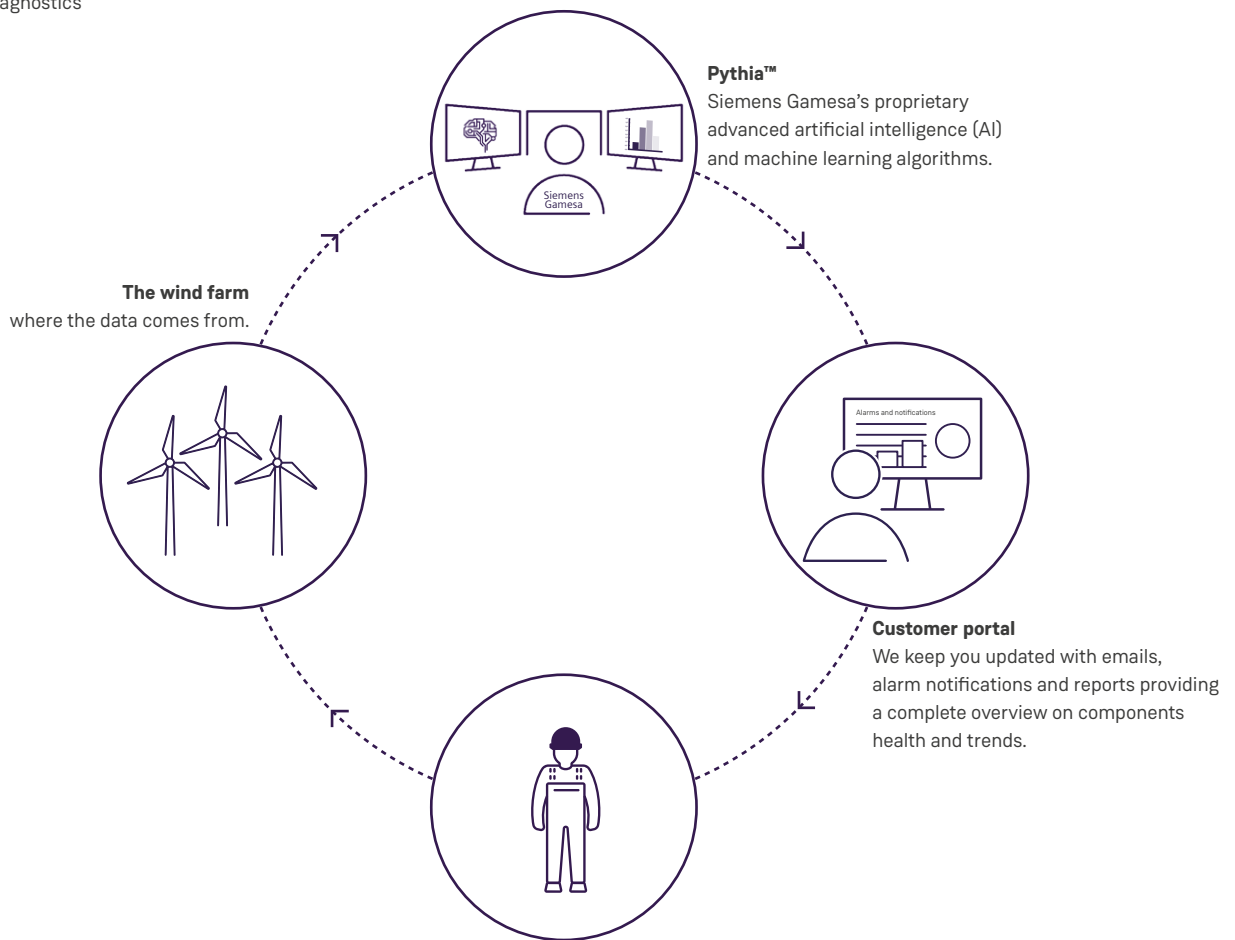 Pythia™
Siemens Gamesa's proprietary
advanced artificial intelligence (AI)
and machine learning algorithms.
Siemens
Gamesa
The wind farm
where the data comes from.
Alarms and notifications
Customer portal
We keep you updated with emails,
alarm notifications and reports providing
a complete overview on components
health and trends.